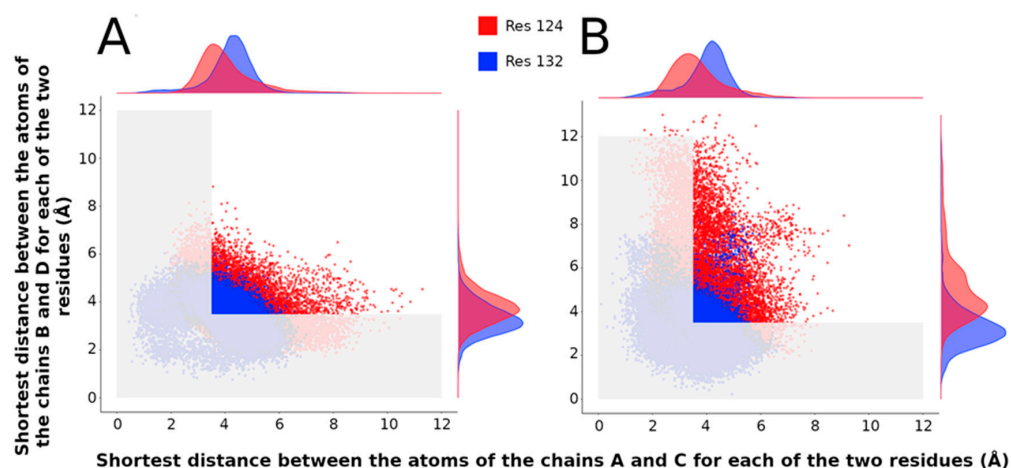 A
Res 124
Res 132
B
Shortest distance between the atoms of
the chains B and D for each of the two
residues (Å)
12
10
8
6
4
2
0
0 2 4 6 8 10 12
12
10
8
6
4
2
0
0 2 4 6 8 10 12
Shortest distance between the atoms of the chains A and C for each of the two residues (Å)